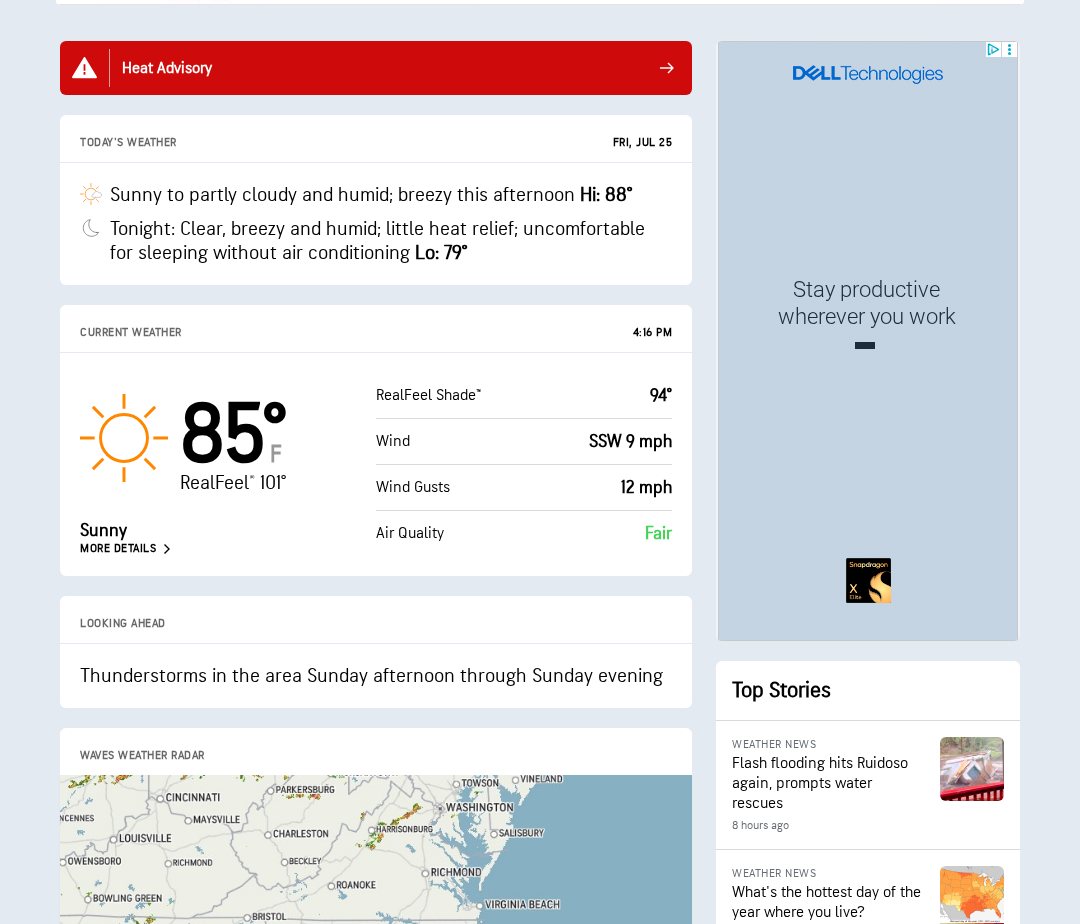 Heat Advisory
TODAY'S WEATHER
FRI, JUL 25
Sunny to partly cloudy and humid; breezy this afternoon Hi: 88°
Tonight: Clear, breezy and humid; little heat relief; uncomfortable
for sleeping without air conditioning Lo: 79°
CURRENT WEATHER
4:16 PM
85°
F
RealFeel® 101°
Sunny
MORE DETAILS
RealFeel Shade™
94°
Wind
SSW 9 mph
Wind Gusts
12 mph
Air Quality
Fair
LOOKING AHEAD
Thunderstorms in the area Sunday afternoon through Sunday evening
WAVES WEATHER RADAR
VINELAND
TOWSON
PARKERSBURG
CINCINNATI
WASHINGTON
NCENNES
MAYSVILLE
HARRISONBURG
SALISBURY
CHARLESTON
LOUISVILLE
OWENSBORO
RICHMOND
BECKLEY
RICHMOND
ROANOKE
BOWLING GREEN
VIRGINIA BEACH
BRISTOL
DELLTechnologies
Stay productive
wherever you work
Snapdragon
X
Elite
Top Stories
WEATHER NEWS
Flash flooding hits Ruidoso
again, prompts water
rescues
8 hours ago
WEATHER NEWS
What's the hottest day of the
year where you live?